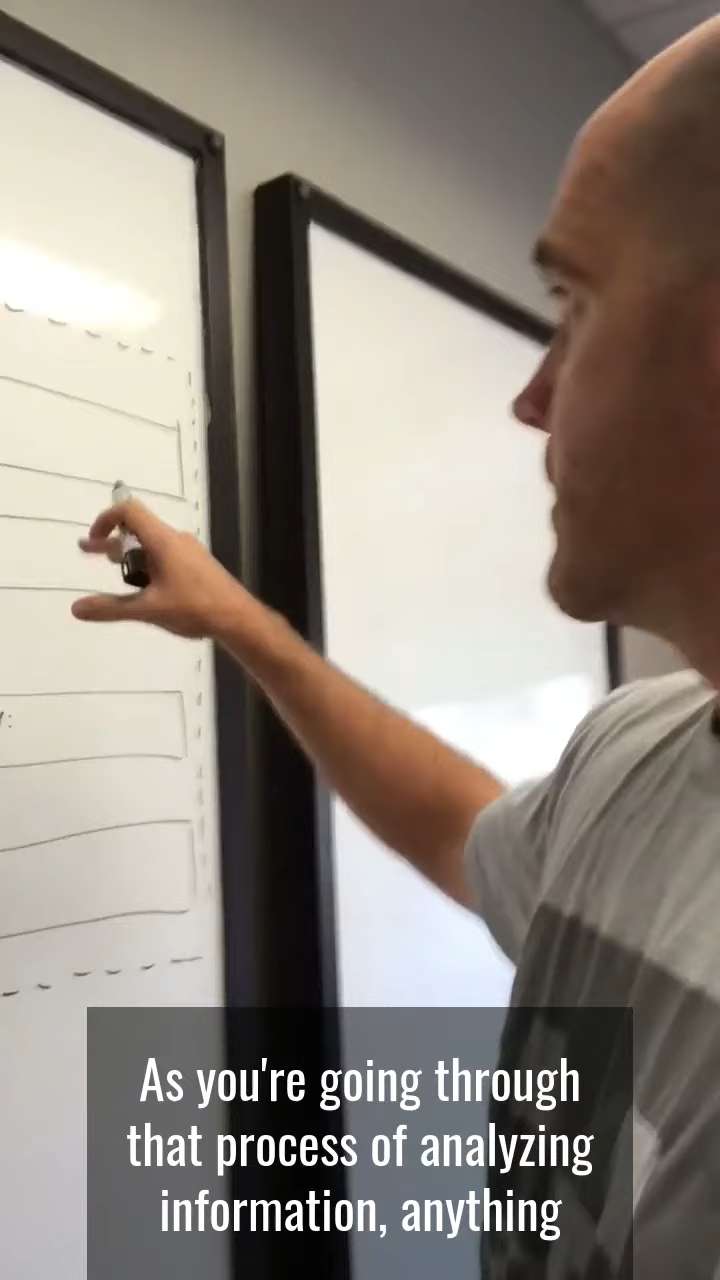 As you're going through
that process of analyzing
information, anything